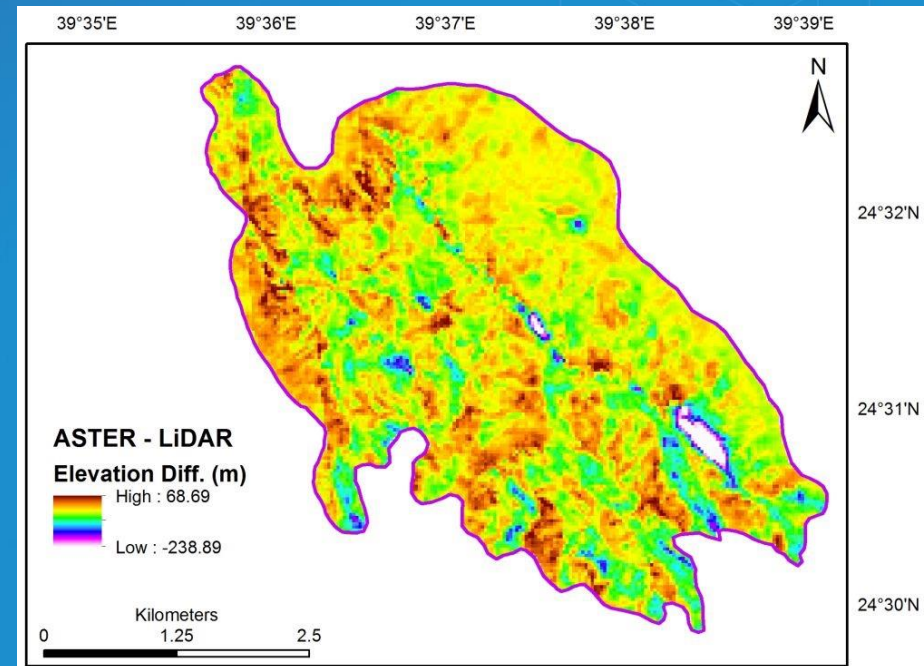 39°35'E 39°36'E 39°37'E 39°38'E 39°39'E
N
24°32'N
24°31'N
ASTER - LiDAR
Elevation Diff. (m)
High : 68.69
Low : -238.89
24°30'N
Kilometers
0 1.25 2.5